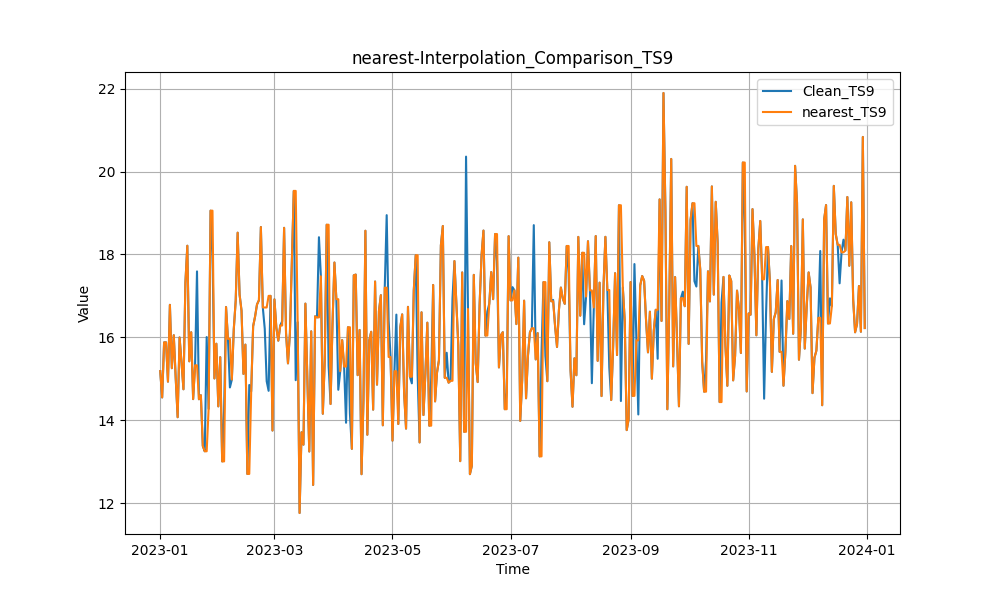 nearest-Interpolation_Comparison_TS9
Clean_TS9
nearest_TS9
Value
22
20
18
16
14
12
2023-01
2023-03
2023-05
2023-07
2023-09
2023-11
2024-01
Time